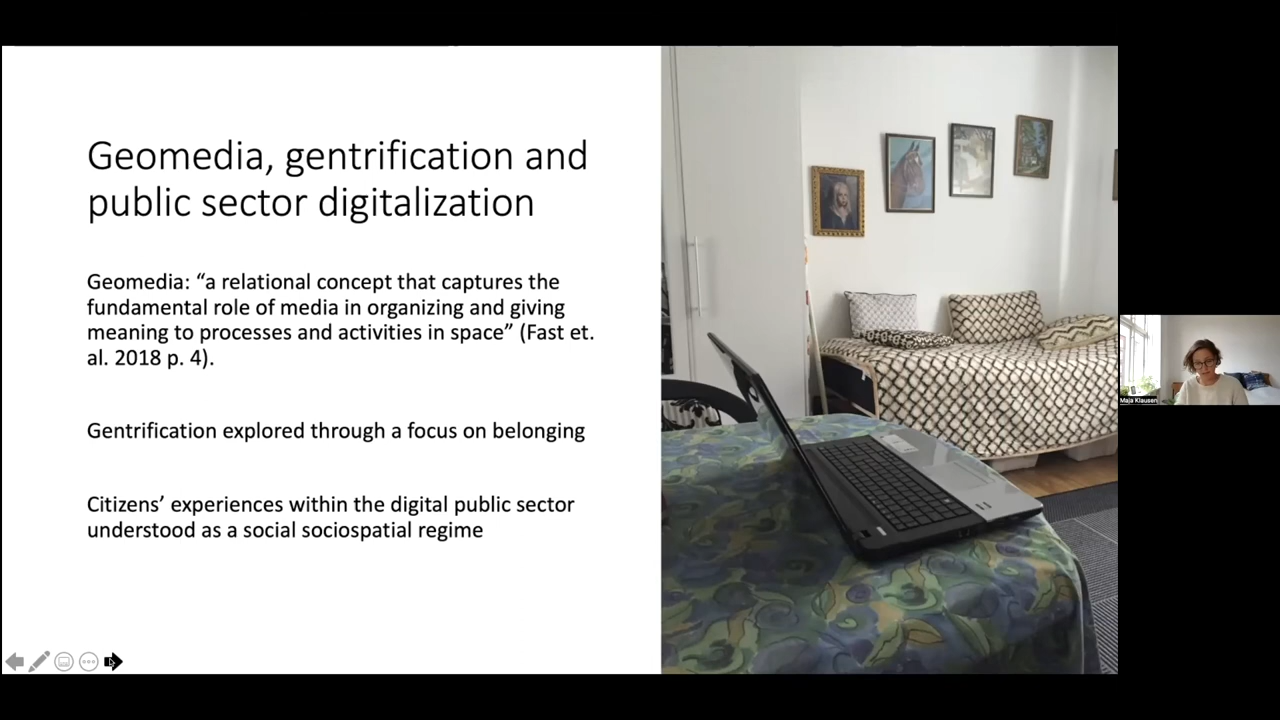 Geomedia, gentrification and
public sector digitalization
Geomedia: “a relational concept that captures the
fundamental role of media in organizing and giving
meaning to processes and activities in space” (Fast et.
al. 2018 p. 4).
Gentrification explored through a focus on belonging
Citizens’ experiences within the digital public sector
understood as a social sociospatial regime
Maja Klausen